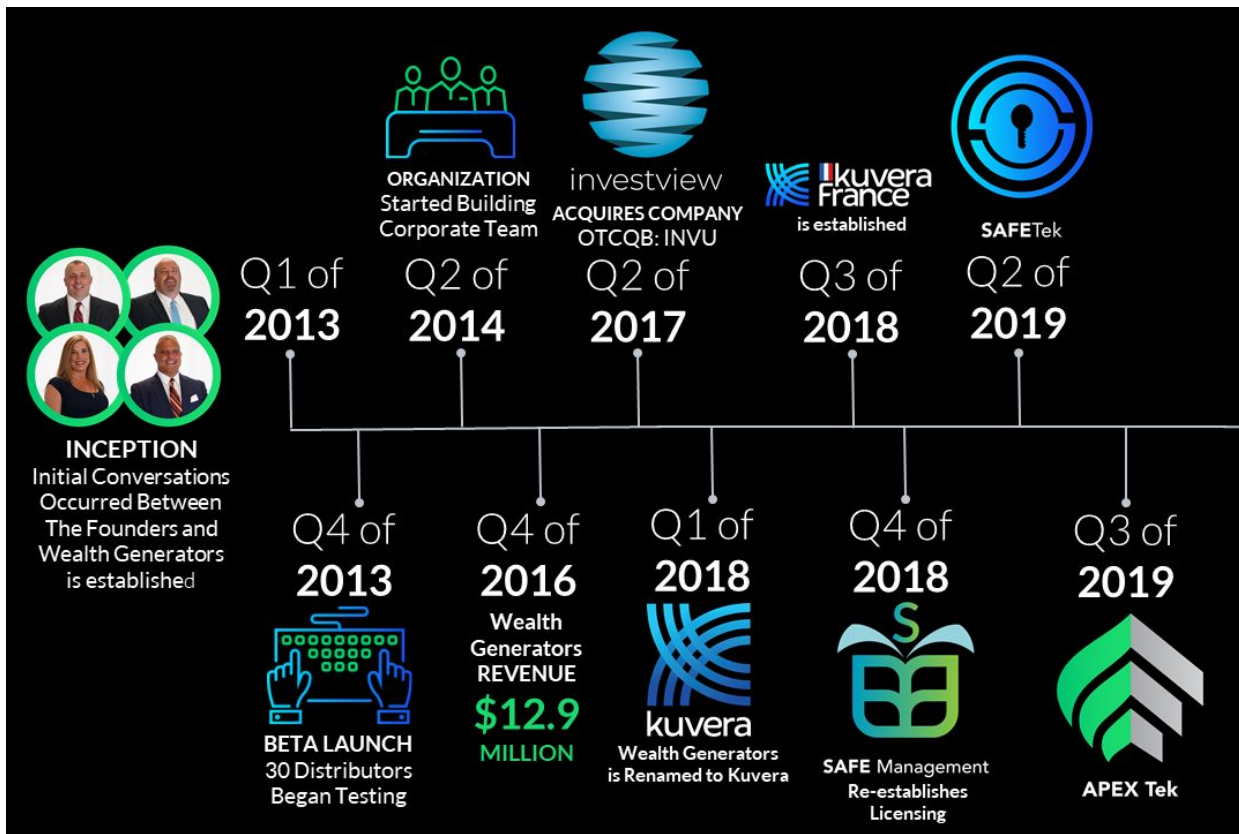 INCEPTION
Initial Conversations
Occurred Between
The Founders and
Wealth Generators
is established
Q1 of
2013
Q4 of
2013
BETA LAUNCH
30 Distributors
Began Testing
ORGANIZATION
Started Building
Corporate Team
Q2 of
2014
Q4 of
2016
Wealth
Generators
REVENUE
$12.9
MILLION
investview
ACQUIRES COMPANY
OTCQB: INVU
Q2 of
2017
Q1 of
2018
kuvera
Wealth Generators
is Renamed to Kuvera
kuvera
France
is established
Q3 of
2018
Q4 of
2018
S
SAFE Management
Re-establishes
Licensing
SAFETek
Q2 of
2019
Q3 of
2019
APEX Tek